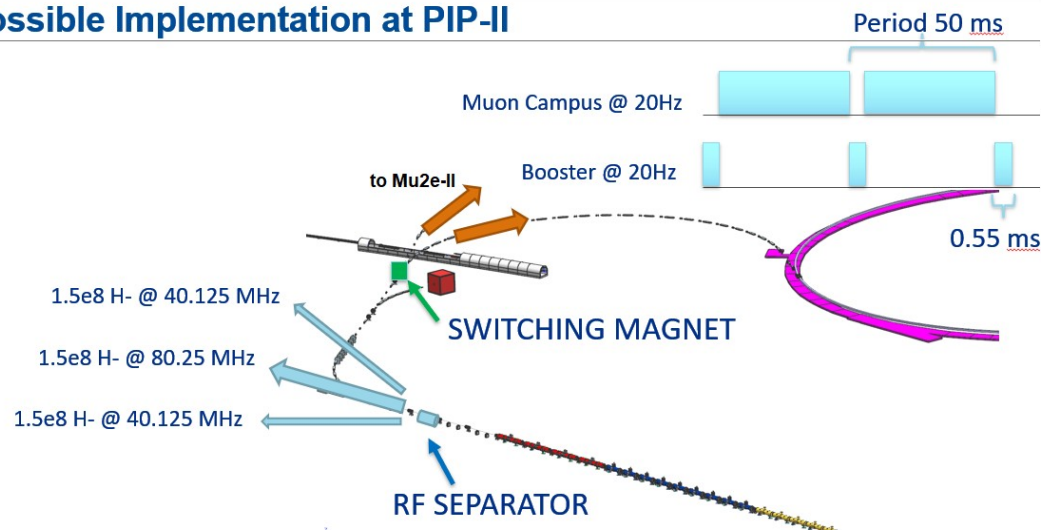 ossible Implementation at PIP-II
Period 50 ms
Muon Campus @ 20Hz
Booster @ 20Hz
to Mu2e-II
0.55 ms
1.5e8 H- @ 40.125 MHz
SWITCHING MAGNET
1.5e8 H- @ 80.25 MHz
1.5e8 H- @ 40.125 MHz
RF SEPARATOR